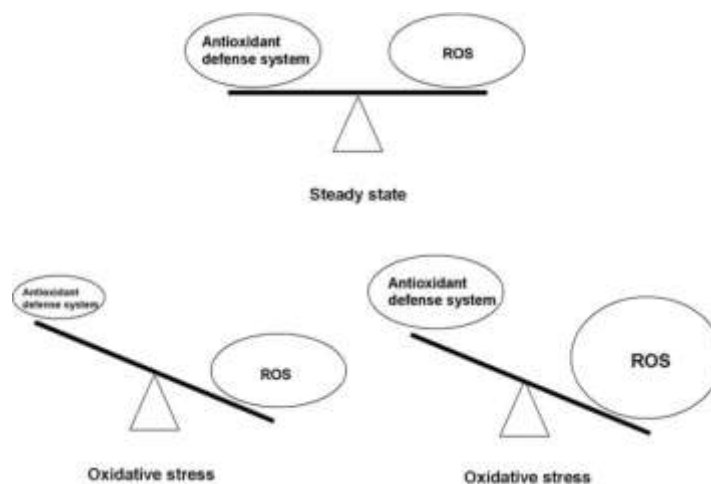 Antioxidant
defense system
ROS
Steady state
Antioxidant
defense system
ROS
Oxidative stress
Antioxidant
defense system
ROS
Oxidative stress